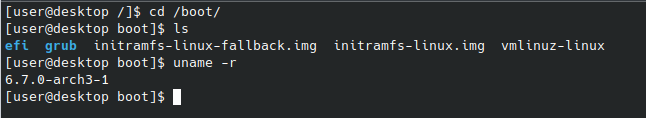 [user@desktop /]$ cd /boot/
[user@desktop boot]$ ls
efi  grub  initramfs-linux-fallback.img  initramfs-linux.img  vmlinuz-linux
[user@desktop boot]$ uname -r
6.7.0-arch3-1
[user@desktop boot]$